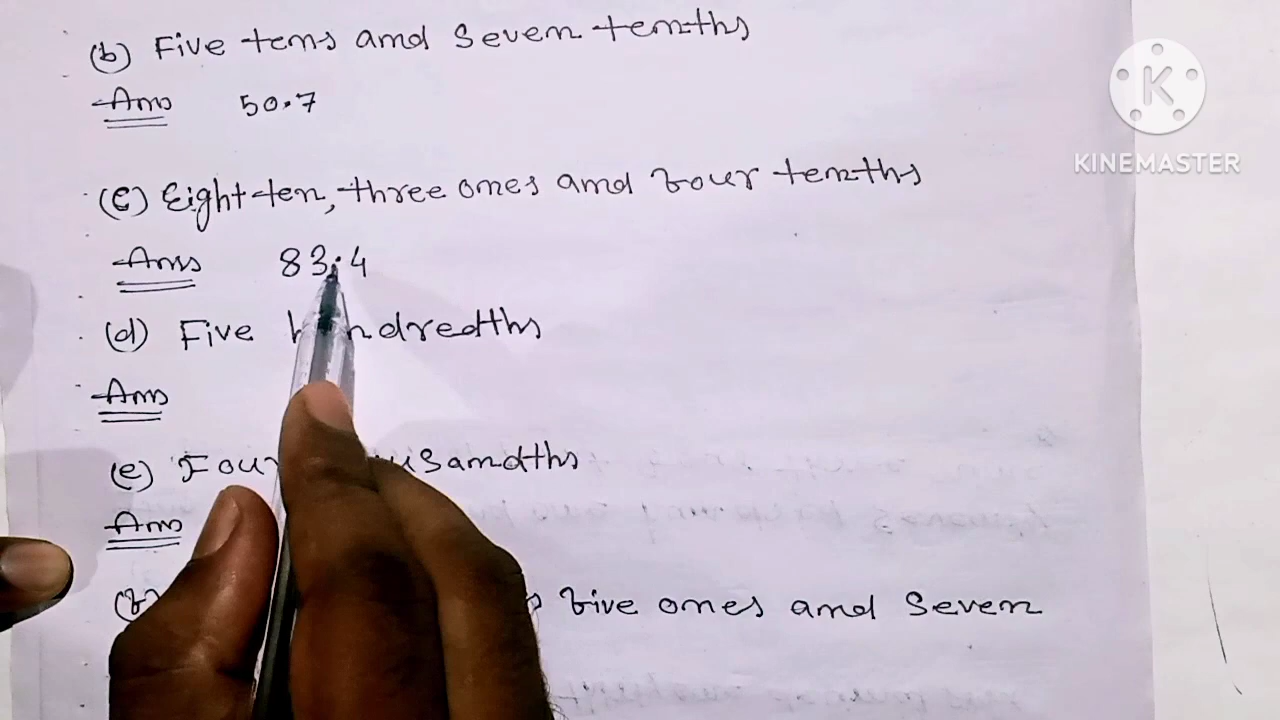 (b) Five tens and Seven tenths
Ans 50.7
(c) Eight ten, three ones and four tenths
Ans 83.4
(d) Five hundredths
Ans
(e) Four
Ans
five ones and Seven
K
KINEMASTER